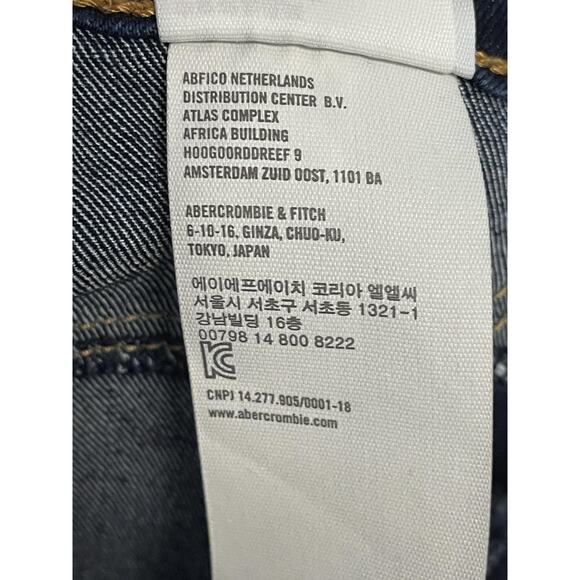 ABFICO NETHERLANDS
DISTRIBUTION CENTER B.V.
ATLAS COMPLEX
AFRICA BUILDING
HOOGOORDDREEF 9
AMSTERDAM ZUID OOST, 1101 BA
ABERCROMBIE & FITCH
6-10-16, GINZA, CHUO-KU,
TOKYO, JAPAN
에이에프에이치 코리아 엘엘씨
서울시 서초구 서초동 1321-1
강남빌딩 16층
00798 14 800 8222
KC
CNPJ 14.277.905/0001-18
www.abercrombie.com